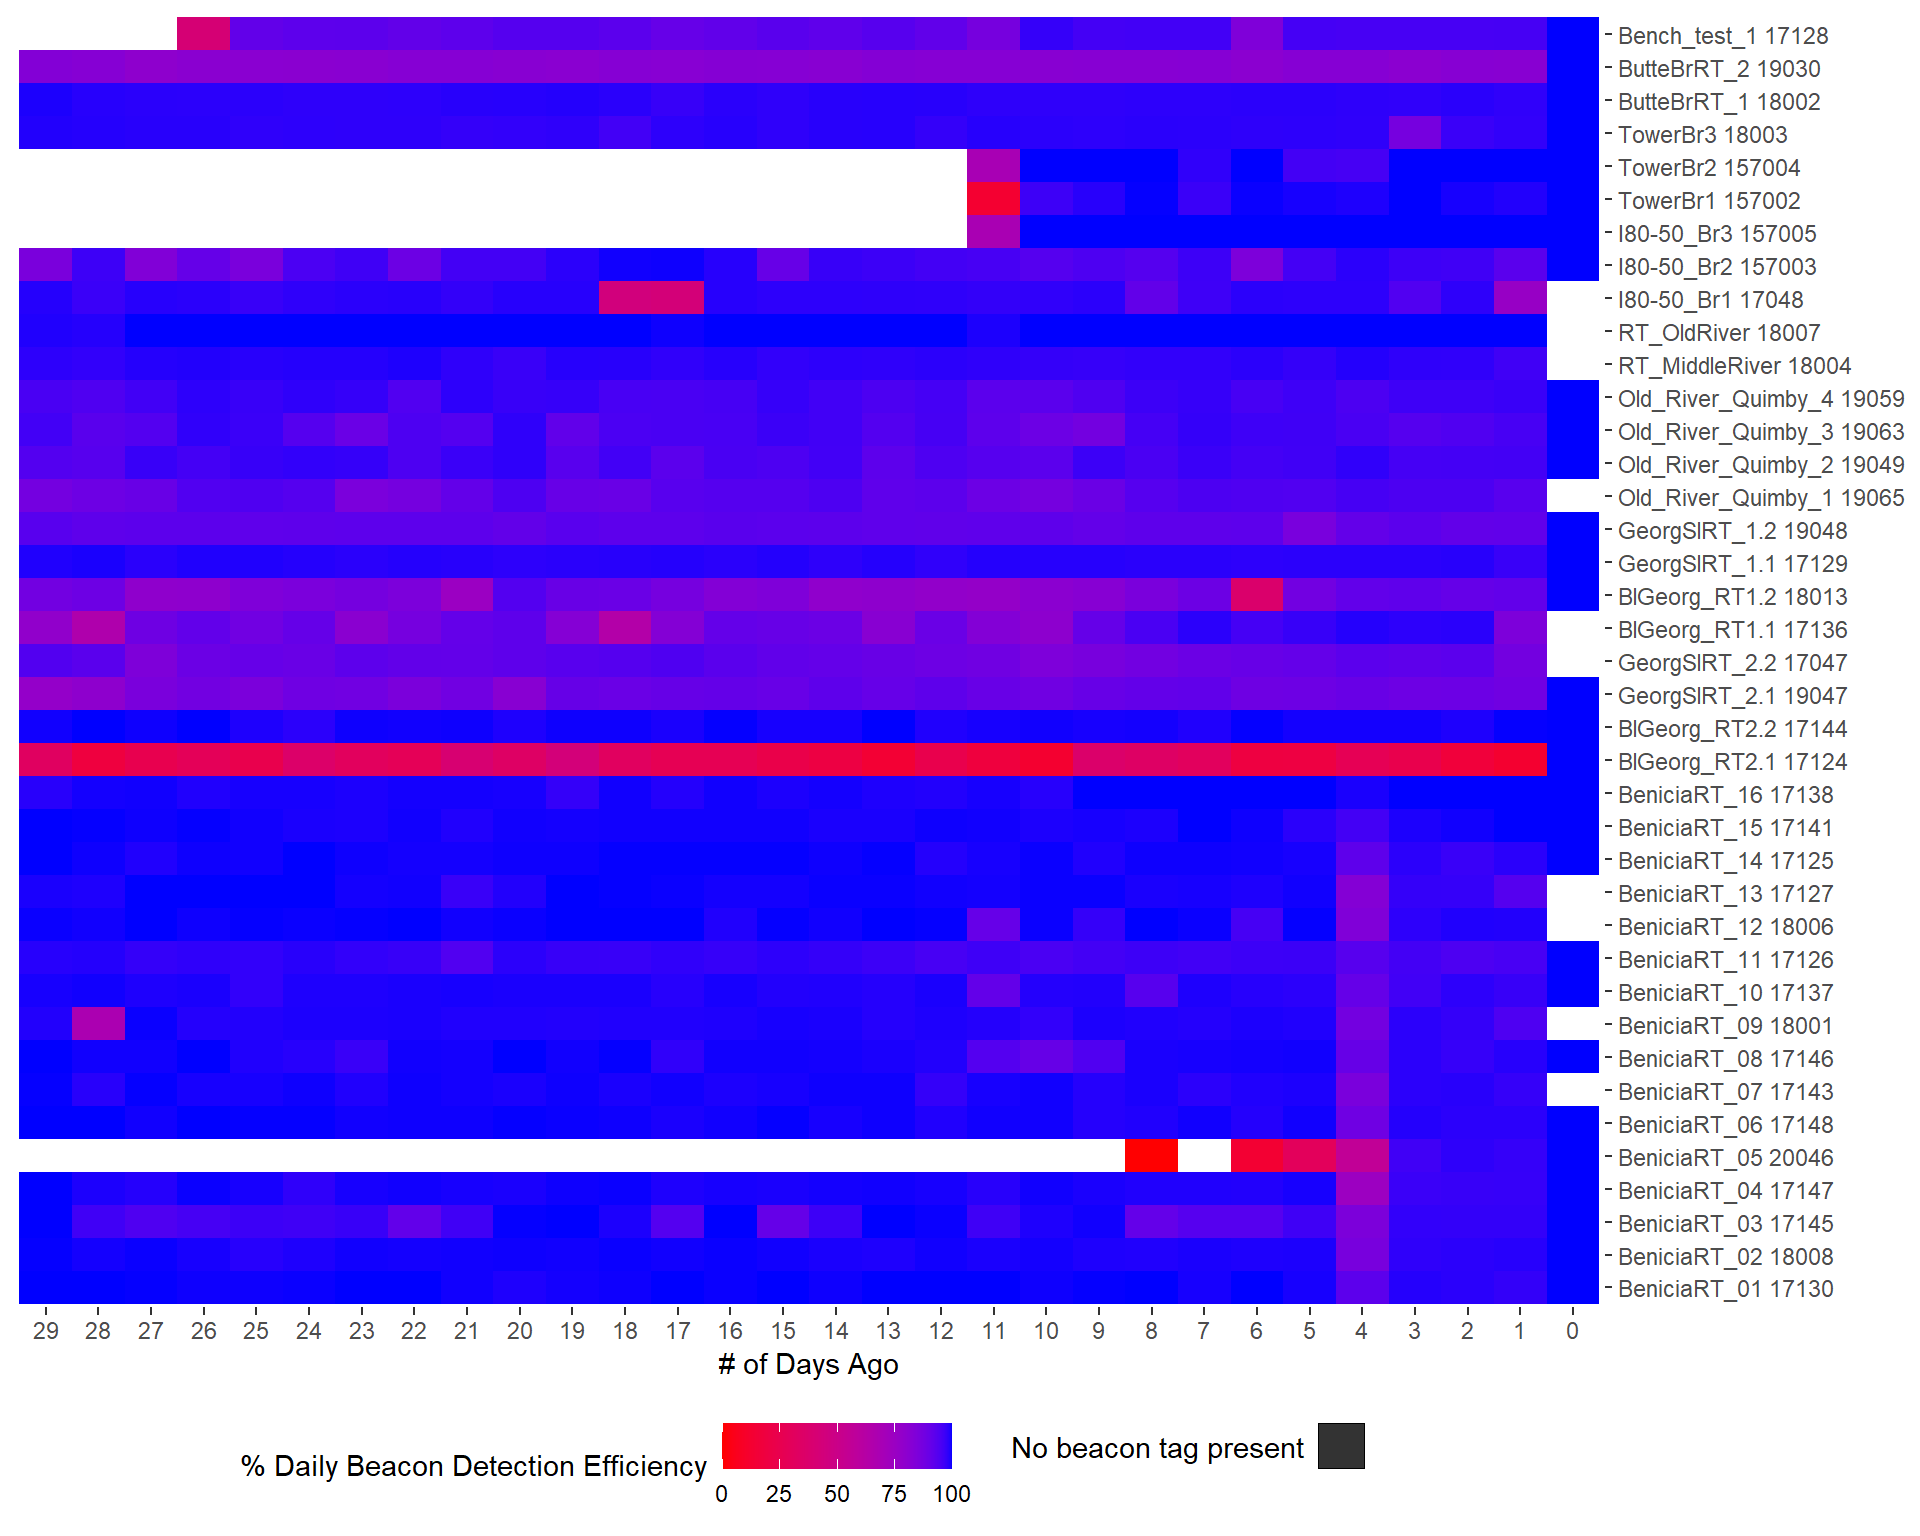 Bench_test_1 17128
ButteBrRT_2 19030
ButteBrRT_1 18002
TowerBr3 18003
TowerBr2 157004
TowerBr1 157002
I80-50_Br3 157005
I80-50_Br2 157003
I80-50_Br1 17048
RT_OldRiver 18007
RT_MiddleRiver 18004
Old_River_Quimby_4 19059
Old_River_Quimby_3 19063
Old_River_Quimby_2 19049
Old_River_Quimby_1 19065
GeorgSlRT_1.2 19048
GeorgSlRT_1.1 17129
BlGeorg_RT1.2 18013
BlGeorg_RT1.1 17136
GeorgSlRT_2.2 17047
GeorgSlRT_2.1 19047
BlGeorg_RT2.2 17144
BlGeorg_RT2.1 17124
BeniciaRT_16 17138
BeniciaRT_15 17141
BeniciaRT_14 17125
BeniciaRT_13 17127
BeniciaRT_12 18006
BeniciaRT_11 17126
BeniciaRT_10 17137
BeniciaRT_09 18001
BeniciaRT_08 17146
BeniciaRT_07 17143
BeniciaRT_06 17148
BeniciaRT_05 20046
BeniciaRT_04 17147
BeniciaRT_03 17145
BeniciaRT_02 18008
BeniciaRT_01 17130
29 28 27 26 25 24 23 22 21 20 19 18 17 16 15 14 13 12 11 10 9 8 7 6 5 4 3 2 1 0
# of Days Ago
% Daily Beacon Detection Efficiency
0 25 50 75 100
No beacon tag present